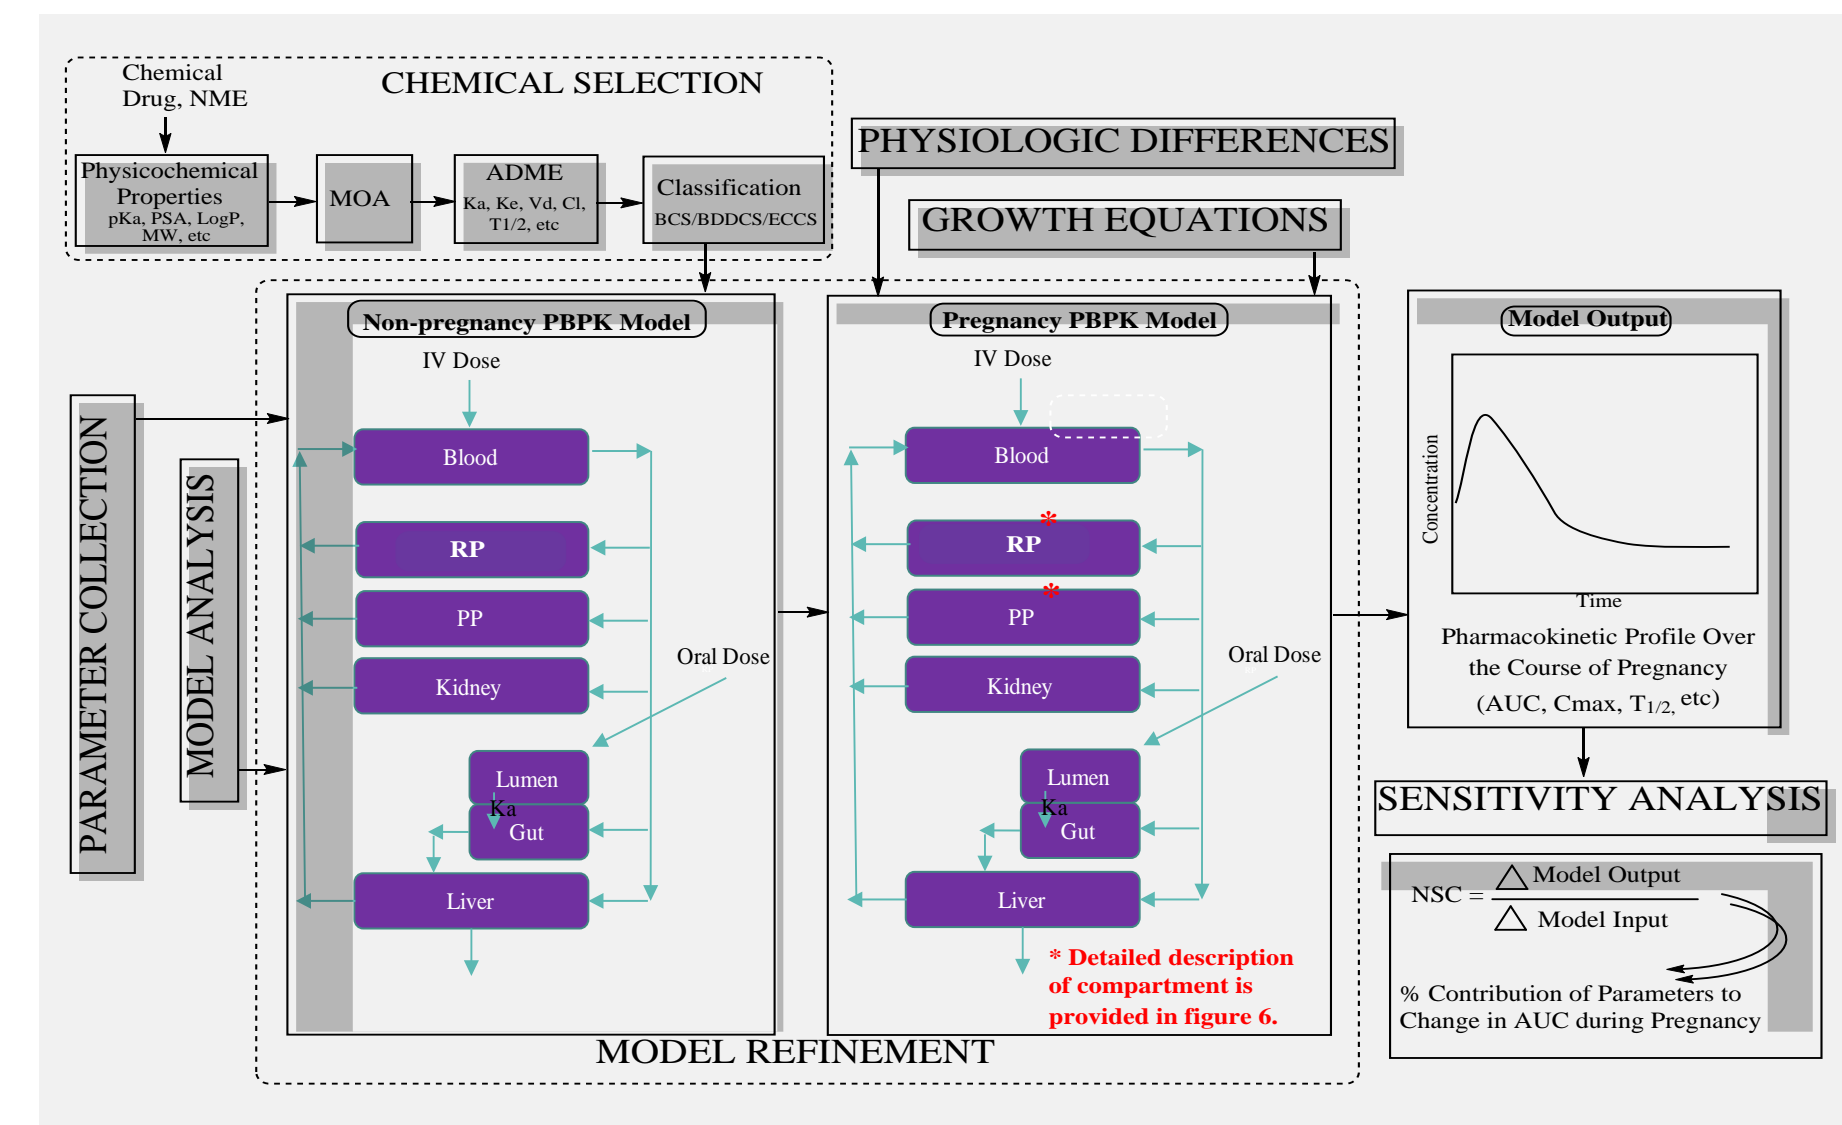 Chemical
Drug, NME
CHEMICAL SELECTION
Physicochemical
Properties
pKa, PSA, LogP,
MW, etc
MOA
ADME
Ka, Ke, Vd, Cl,
T1/2, etc
Classification
BCS/BDDCS/ECCS
PHYSIOLOGIC DIFFERENCES
GROWTH EQUATIONS
PARAMETER COLLECTION
MODEL ANALYSIS
Non-pregnancy PBPK Model
IV Dose
Blood
RP
PP
Kidney
Oral Dose
Lumen
Ka
Gut
Liver
Pregnancy PBPK Model
IV Dose
Blood
*
RP
*
PP
Kidney
Oral Dose
Lumen
Ka
Gut
Liver
* Detailed description
of compartment is
provided in figure 6.
MODEL REFINEMENT
Model Output
Concentration
Time
Pharmacokinetic Profile Over
the Course of Pregnancy
(AUC, Cmax, T1/2, etc)
SENSITIVITY ANALYSIS
NSC =
△ Model Output
△ Model Input
% Contribution of Parameters to
Change in AUC during Pregnancy